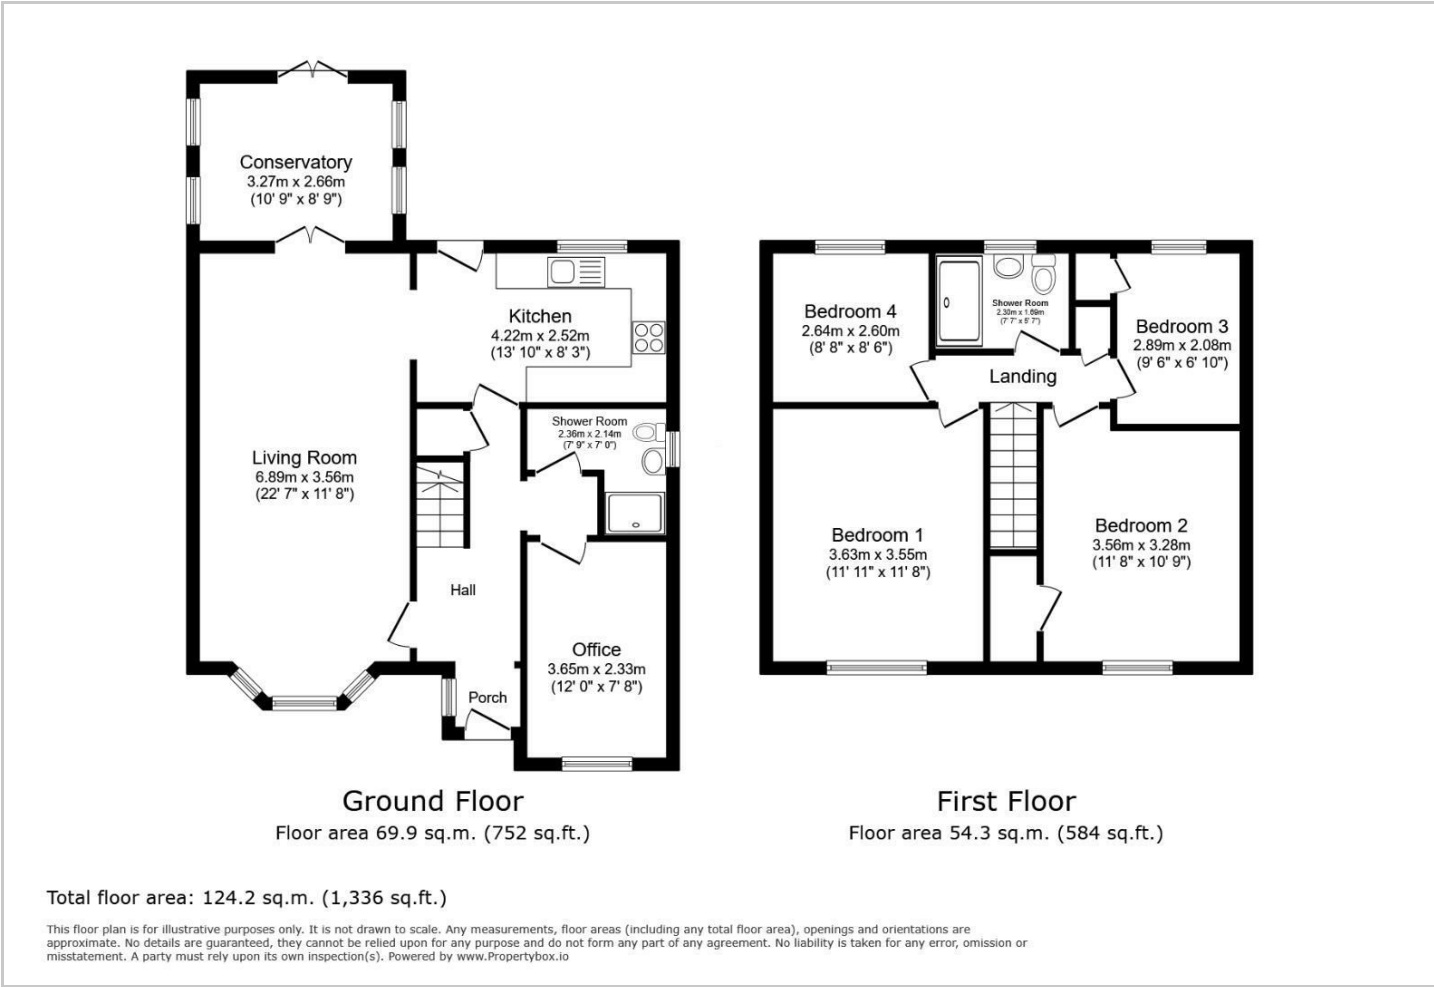 Conservatory
3.27m x 2.66m
(10' 9" x 8' 9")
Kitchen
4.22m x 2.52m
(13' 10" x 8' 3")
Shower Room
2.36m x 2.14m
(7' 9" x 7' 0")
Living Room
6.89m x 3.56m
(22' 7" x 11' 8")
Hall
Office
3.65m x 2.33m
(12' 0" x 7' 8")
Porch
Ground Floor
Floor area 69.9 sq.m. (752 sq.ft.)
Bedroom 4
2.64m x 2.60m
(8' 8" x 8' 6")
Shower Room
2.30m x 1.69m
(7' 7" x 5' 7")
Bedroom 3
2.89m x 2.08m
(9' 6" x 6' 10")
Landing
Bedroom 1
3.63m x 3.55m
(11' 11" x 11' 8")
Bedroom 2
3.56m x 3.28m
(11' 8" x 10' 9")
First Floor
Floor area 54.3 sq.m. (584 sq.ft.)
Total floor area: 124.2 sq.m. (1,336 sq.ft.)
This floor plan is for illustrative purposes only. It is not drawn to scale. Any measurements, floor areas (including any total floor area), openings and orientations are
approximate. No details are guaranteed, they cannot be relied upon for any purpose and do not form any part of any agreement. No liability is taken for any error, omission or
misstatement. A party must rely upon its own inspection(s). Powered by www.Propertybox.io